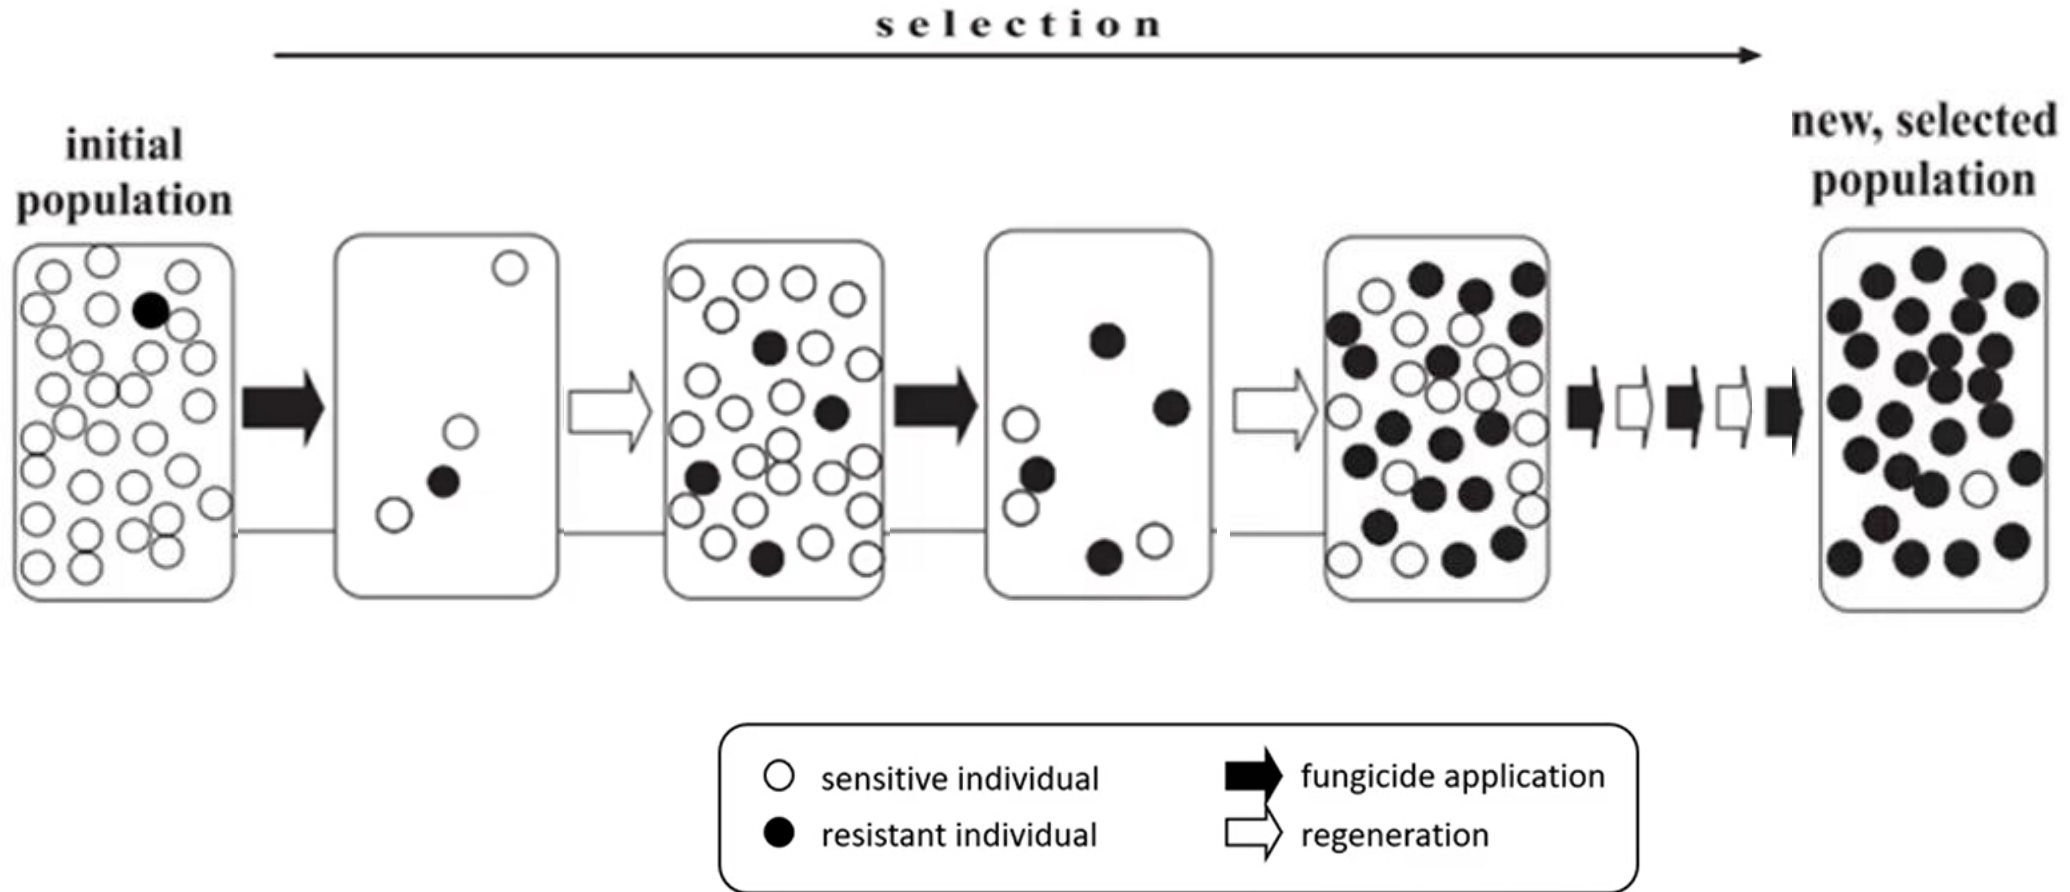 selection
initial
population
new, selected
population
sensitive individual
fungicide application
resistant individual
regeneration